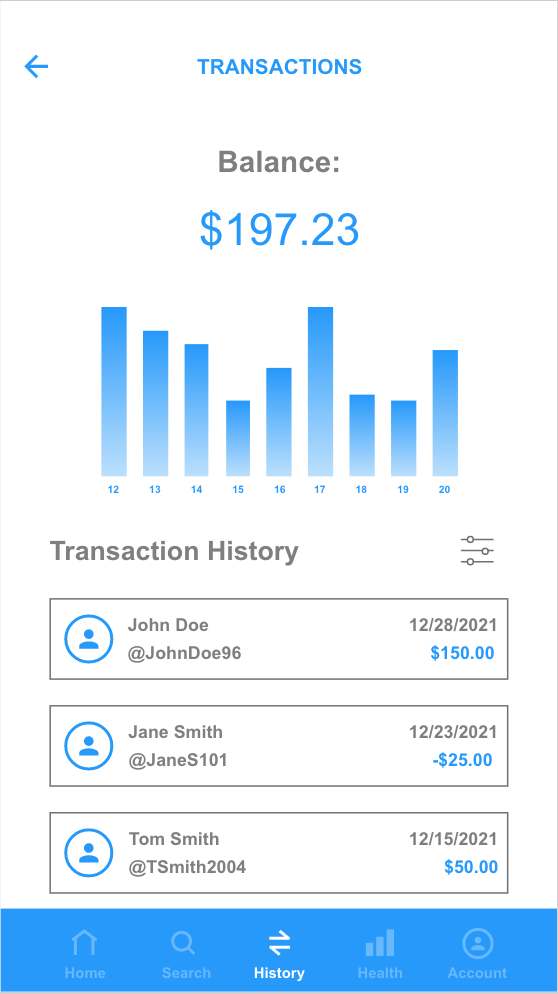 TRANSACTIONS
Balance:
$197.23
12 13 14 15 16 17 18 19 20
Transaction History
John Doe 12/28/2021
@JohnDoe96 $150.00
Jane Smith 12/23/2021
@JaneS101 -$25.00
Tom Smith 12/15/2021
@TSmith2004 $50.00
Home Search History Health Account